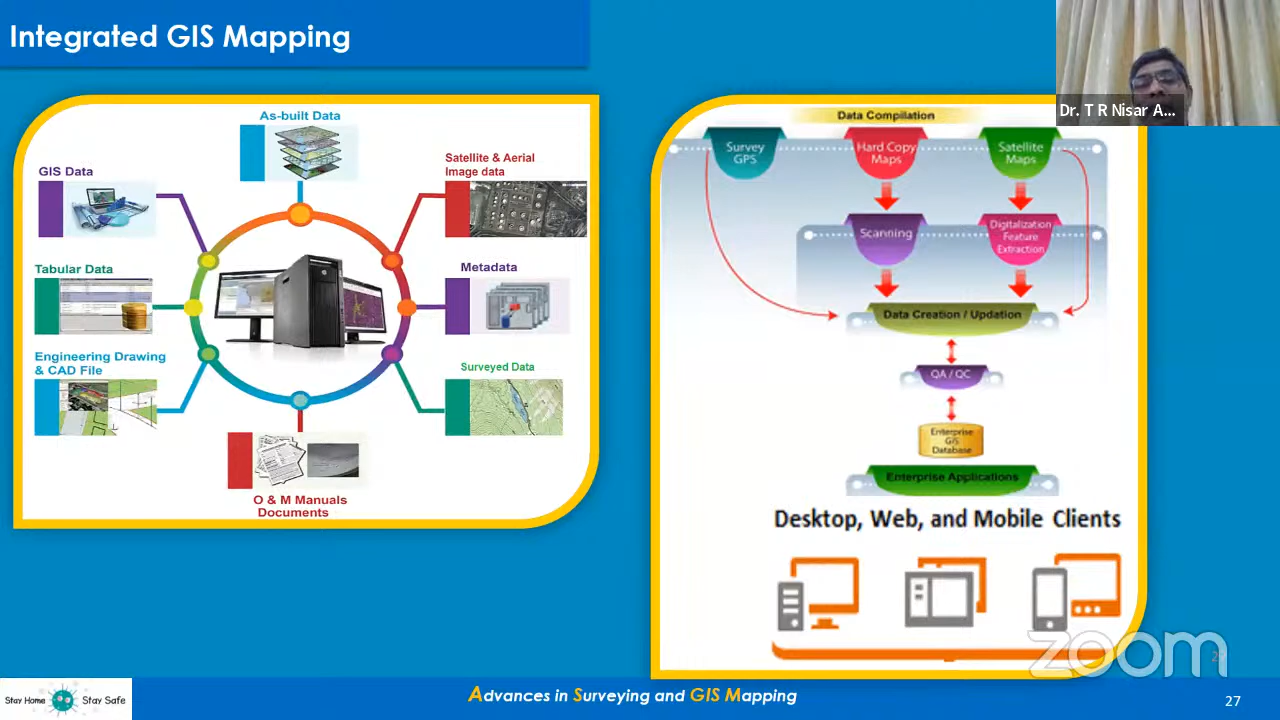 Integrated GIS Mapping
Dr. T R Nisar A...
As-built Data
GIS Data
Satellite & Aerial
Image data
Tabular Data
Metadata
Engineering Drawing
& CAD File
Surveyed Data
O & M Manuals
Documents
Data Compilation
Survey
GPS
Hard Copy
Maps
Satellite
Maps
Scanning
Digitalization
Feature
Extraction
Data Creation / Updation
QA / QC
Enterprise
GIS
Database
Enterprise Applications
Desktop, Web, and Mobile Clients
zoom
Stay Home
Stay Safe
Advances in Surveying and GIS Mapping
27